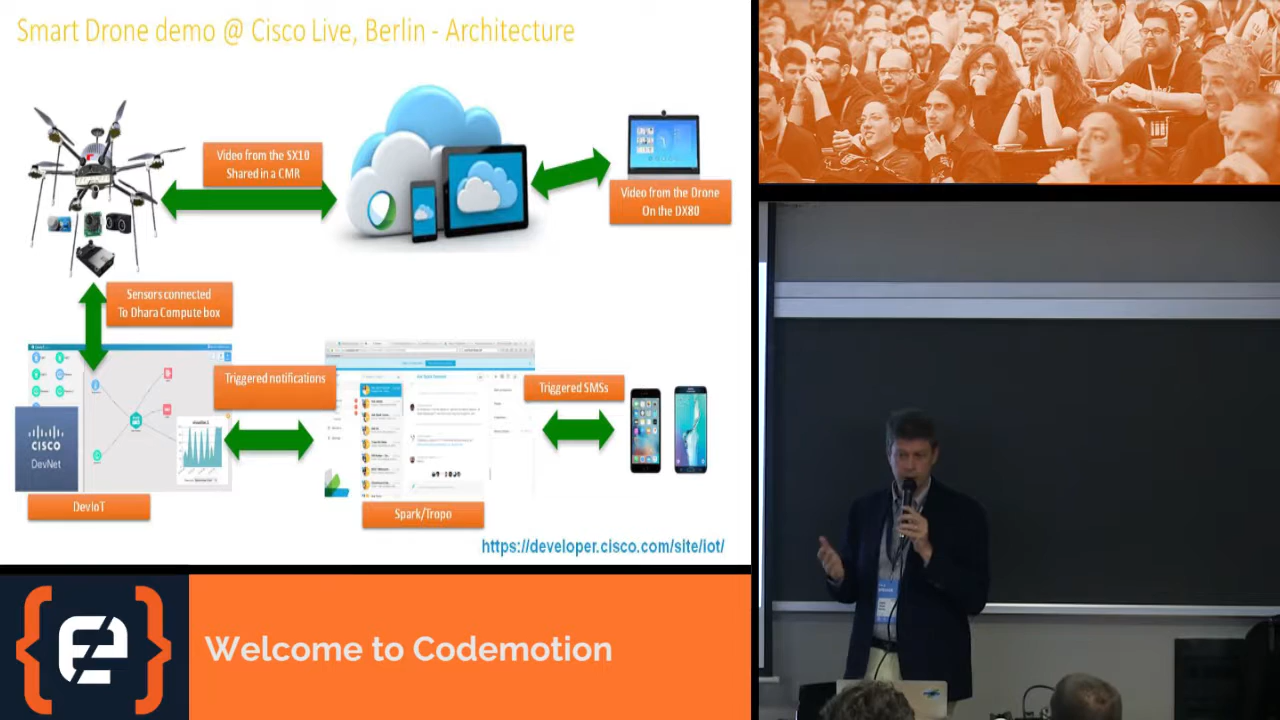 Smart Drone demo @ Cisco Live, Berlin - Architecture
Video from the SX10
Shared in a CMR
Video from the Drone
On the DX80
Sensors connected
To Dhara Compute box
Triggered notifications
Triggered SMSs
CISCO
DevNet
DevIoT
Spark/Tropo
https://developer.cisco.com/site/iot/
Welcome to Codemotion